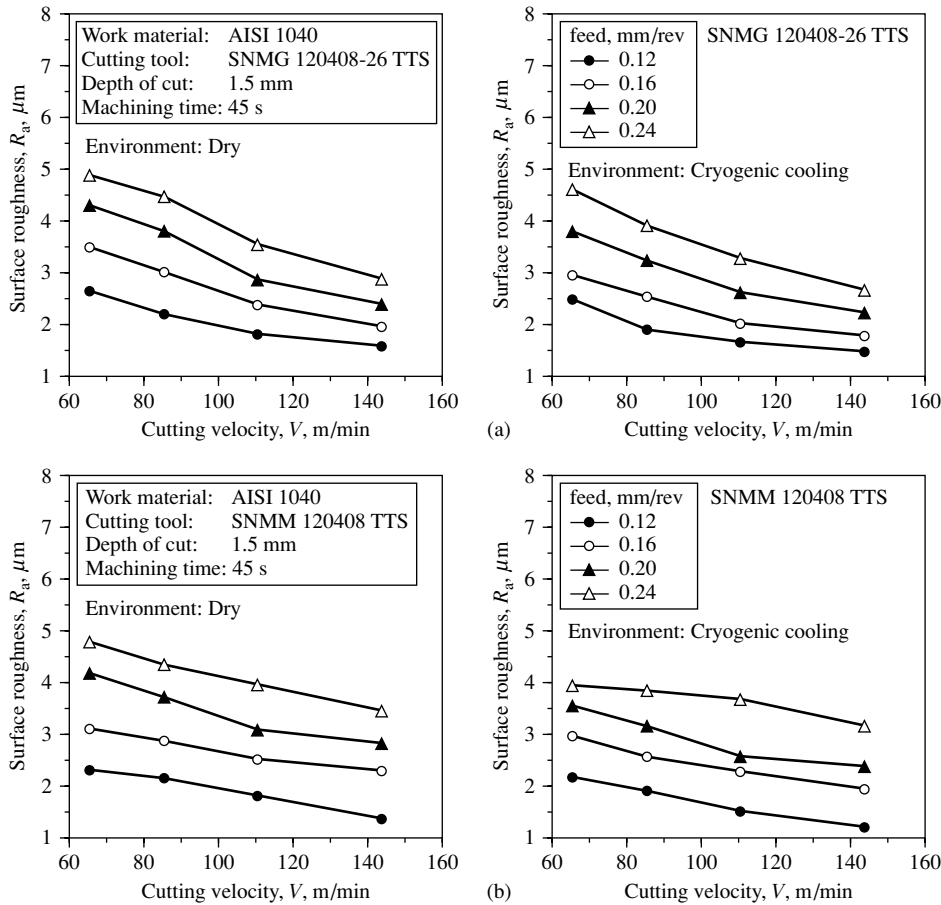 8
7
6
5
4
3
2
1
Surface roughness, Ra, μm
Work material: AISI 1040
Cutting tool: SNMG 120408-26 TTS
Depth of cut: 1.5 mm
Machining time: 45 s
Environment: Dry
60 80 100 120 140 160
Cutting velocity, V, m/min
8
7
6
5
4
3
2
1
Surface roughness, Ra, μm
feed, mm/rev
0.12
0.16
0.20
0.24
SNMG 120408-26 TTS
Environment: Cryogenic cooling
60 80 100 120 140 160
Cutting velocity, V, m/min
(a)
8
7
6
5
4
3
2
1
Surface roughness, Ra, μm
Work material: AISI 1040
Cutting tool: SNMM 120408 TTS
Depth of cut: 1.5 mm
Machining time: 45 s
Environment: Dry
60 80 100 120 140 160
Cutting velocity, V, m/min
8
7
6
5
4
3
2
1
Surface roughness, Ra, μm
feed, mm/rev
0.12
0.16
0.20
0.24
SNMM 120408 TTS
Environment: Cryogenic cooling
60 80 100 120 140 160
Cutting velocity, V, m/min
(b)